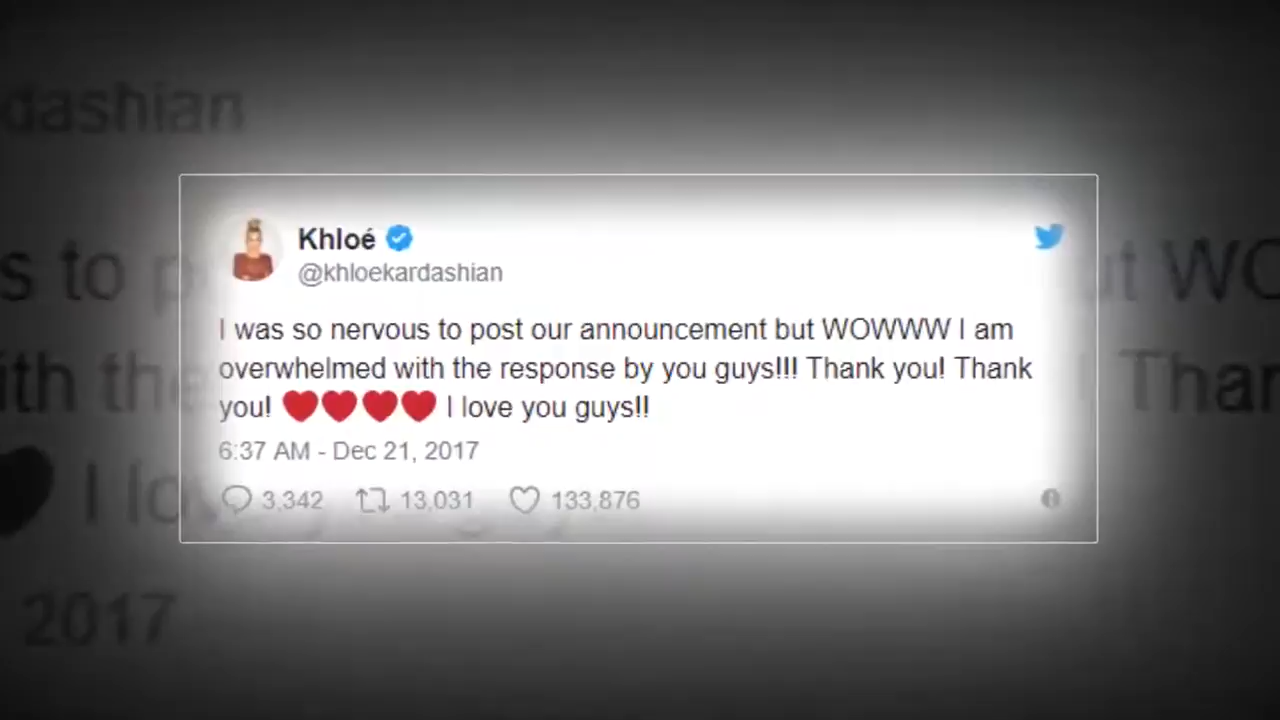 dashian
Khloé
@khloekardashian
I was so nervous to post our announcement but WOWWW I am
overwhelmed with the response by you guys!!! Thank you! Thank
you! ❤❤❤❤ I love you guys!!
6:37 AM - Dec 21, 2017
3,342 13,031 133,876
2017